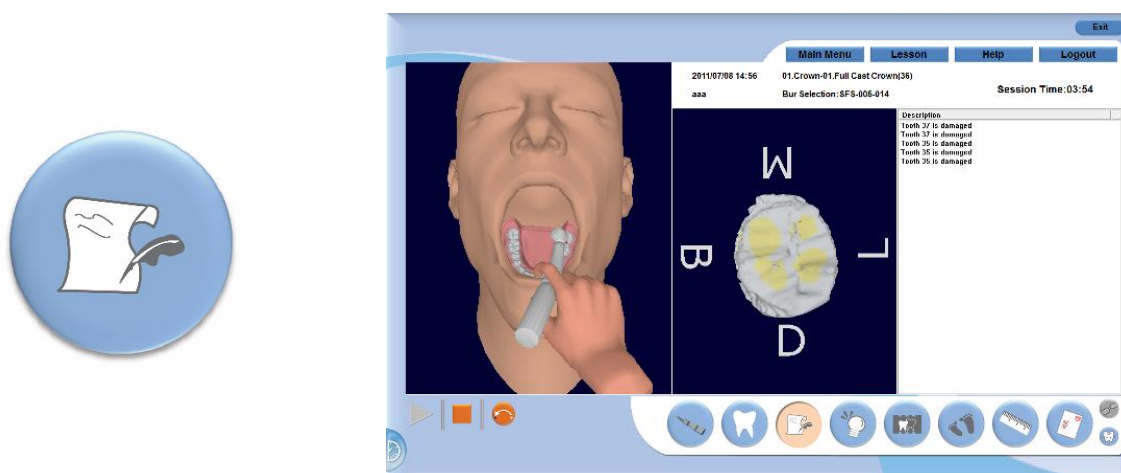 Exit
Main Menu Lesson Help Logout
2011/07/08 14:56 01.Crown-01.Full Cast Crown(36)
aaa Bur Selection:SFS-005-014 Session Time:03:54
Description
Tooth 37 is damaged
Tooth 37 is damaged
Tooth 35 is damaged
Tooth 35 is damaged
Tooth 35 is damaged
M
B L
D